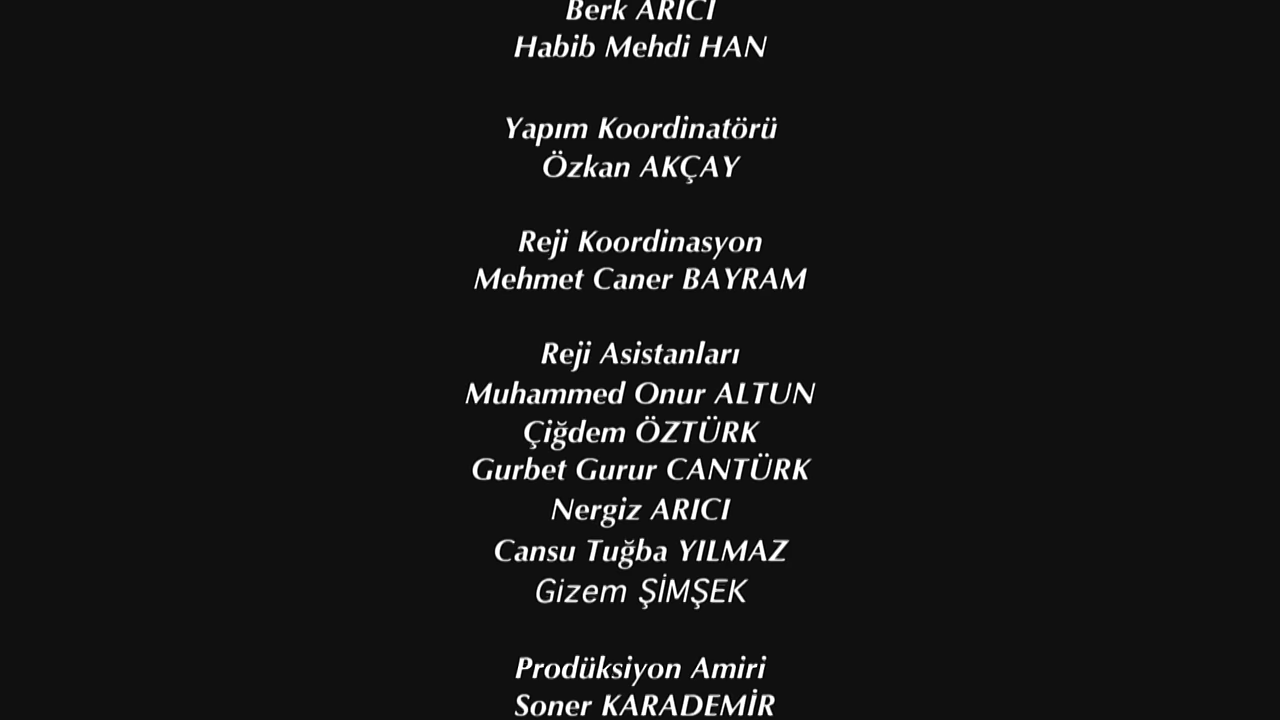 Berk ARICI
Habib Mehdi HAN
Yapım Koordinatörü
Özkan AKÇAY
Reji Koordinasyon
Mehmet Caner BAYRAM
Reji Asistanları
Muhammed Onur ALTUN
Çiğdem ÖZTÜRK
Gurbet Gurur CANTÜRK
Nergiz ARICI
Cansu Tuğba YILMAZ
Gizem ŞİMŞEK
Prodüksiyon Amiri
Soner KARADEMİR